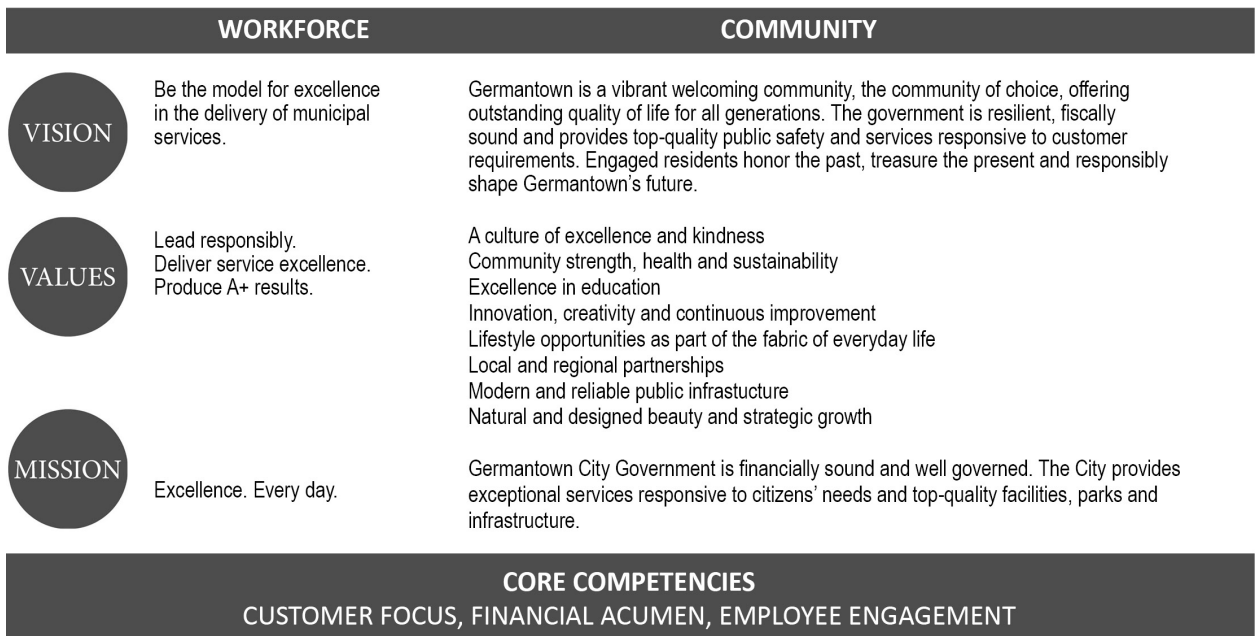 WORKFORCE
COMMUNITY
VISION
Be the model for excellence
in the delivery of municipal
services.
Germantown is a vibrant welcoming community, the community of choice, offering
outstanding quality of life for all generations. The government is resilient, fiscally
sound and provides top-quality public safety and services responsive to customer
requirements. Engaged residents honor the past, treasure the present and responsibly
shape Germantown’s future.
VALUES
Lead responsibly.
Deliver service excellence.
Produce A+ results.
A culture of excellence and kindness
Community strength, health and sustainability
Excellence in education
Innovation, creativity and continuous improvement
Lifestyle opportunities as part of the fabric of everyday life
Local and regional partnerships
Modern and reliable public infrastucture
Natural and designed beauty and strategic growth
MISSION
Excellence. Every day.
Germantown City Government is financially sound and well governed. The City provides
exceptional services responsive to citizens’ needs and top-quality facilities, parks and
infrastructure.
CORE COMPETENCIES
CUSTOMER FOCUS, FINANCIAL ACUMEN, EMPLOYEE ENGAGEMENT